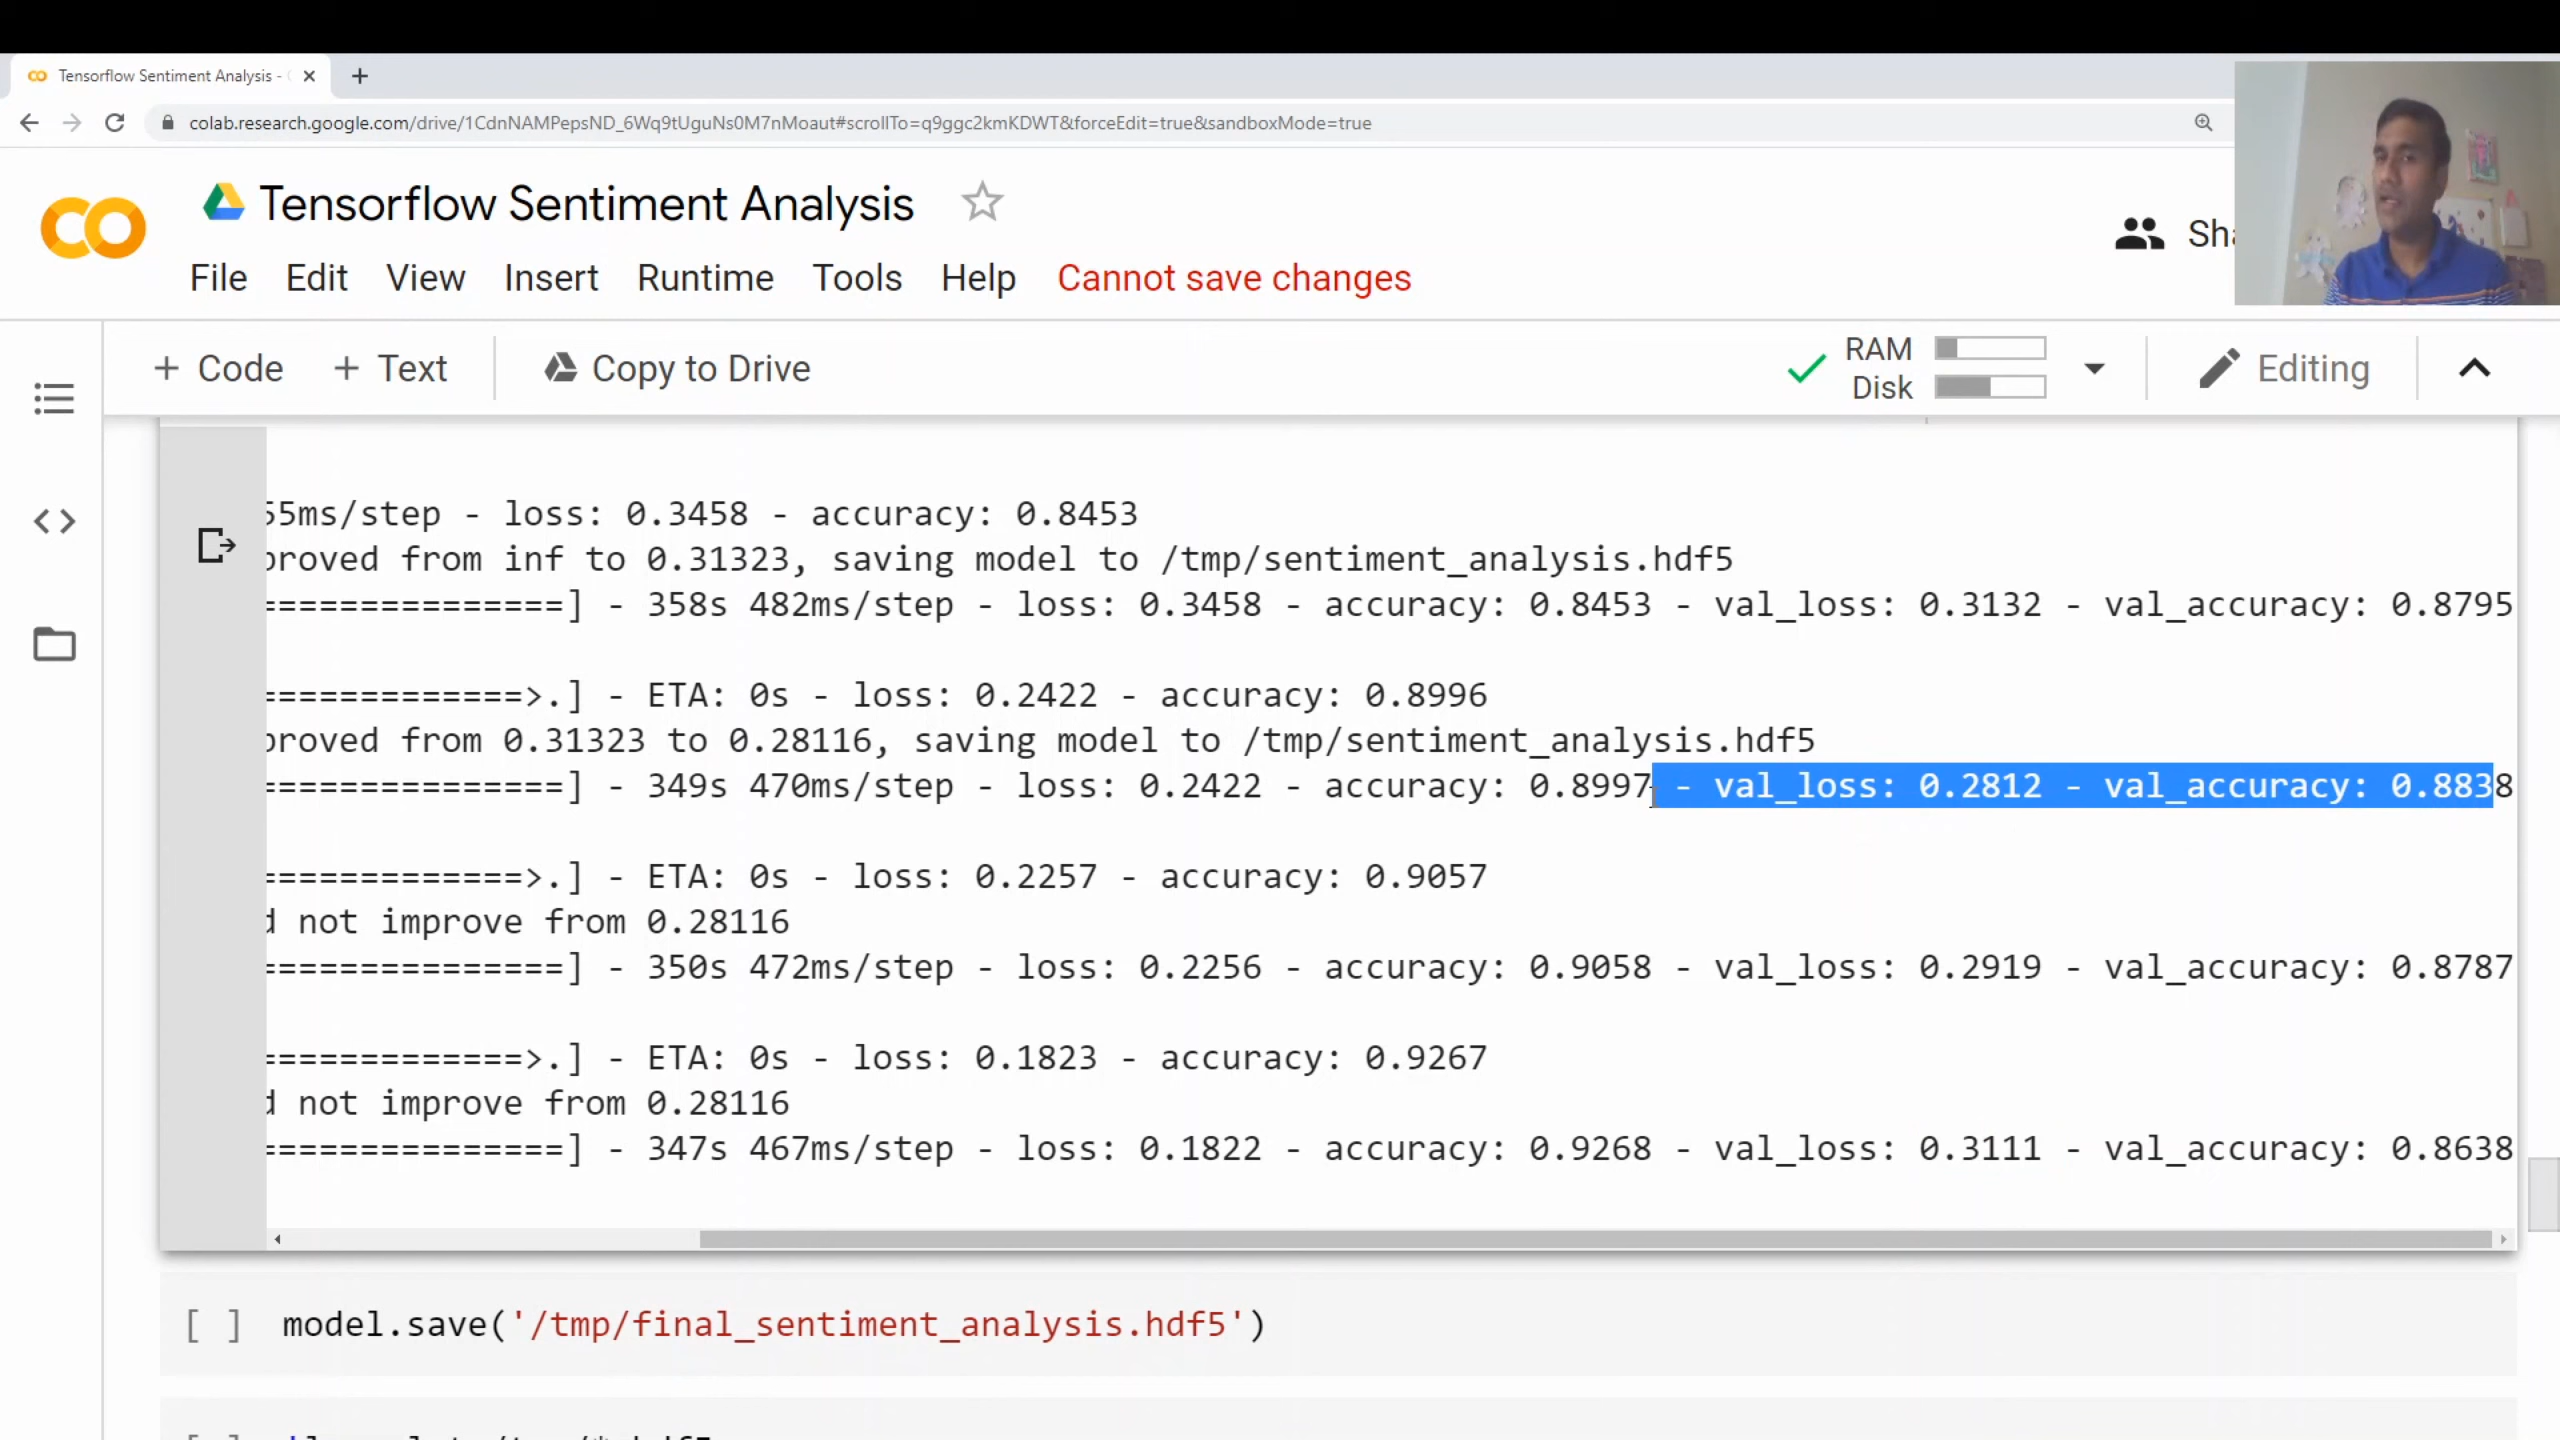 Tensorflow Sentiment Analysis -
colab.research.google.com/drive/1CdnNAMPepsND_6Wq9tUguNs0M7nMoaut#scrollTo=q9ggc2kmKDWT&forceEdit=true&sandboxMode=true
Tensorflow Sentiment Analysis
Sha
File Edit View Insert Runtime Tools Help Cannot save changes
+ Code + Text Copy to Drive
RAM
Disk
Editing
55ms/step - loss: 0.3458 - accuracy: 0.8453
proved from inf to 0.31323, saving model to /tmp/sentiment_analysis.hdf5
===============] - 358s 482ms/step - loss: 0.3458 - accuracy: 0.8453 - val_loss: 0.3132 - val_accuracy: 0.8795
=============>.] - ETA: 0s - loss: 0.2422 - accuracy: 0.8996
proved from 0.31323 to 0.28116, saving model to /tmp/sentiment_analysis.hdf5
===============] - 349s 470ms/step - loss: 0.2422 - accuracy: 0.8997 - val_loss: 0.2812 - val_accuracy: 0.8838
=============>.] - ETA: 0s - loss: 0.2257 - accuracy: 0.9057
d not improve from 0.28116
===============] - 350s 472ms/step - loss: 0.2256 - accuracy: 0.9058 - val_loss: 0.2919 - val_accuracy: 0.8787
=============>.] - ETA: 0s - loss: 0.1823 - accuracy: 0.9267
d not improve from 0.28116
===============] - 347s 467ms/step - loss: 0.1822 - accuracy: 0.9268 - val_loss: 0.3111 - val_accuracy: 0.8638
[ ] model.save('/tmp/final_sentiment_analysis.hdf5')